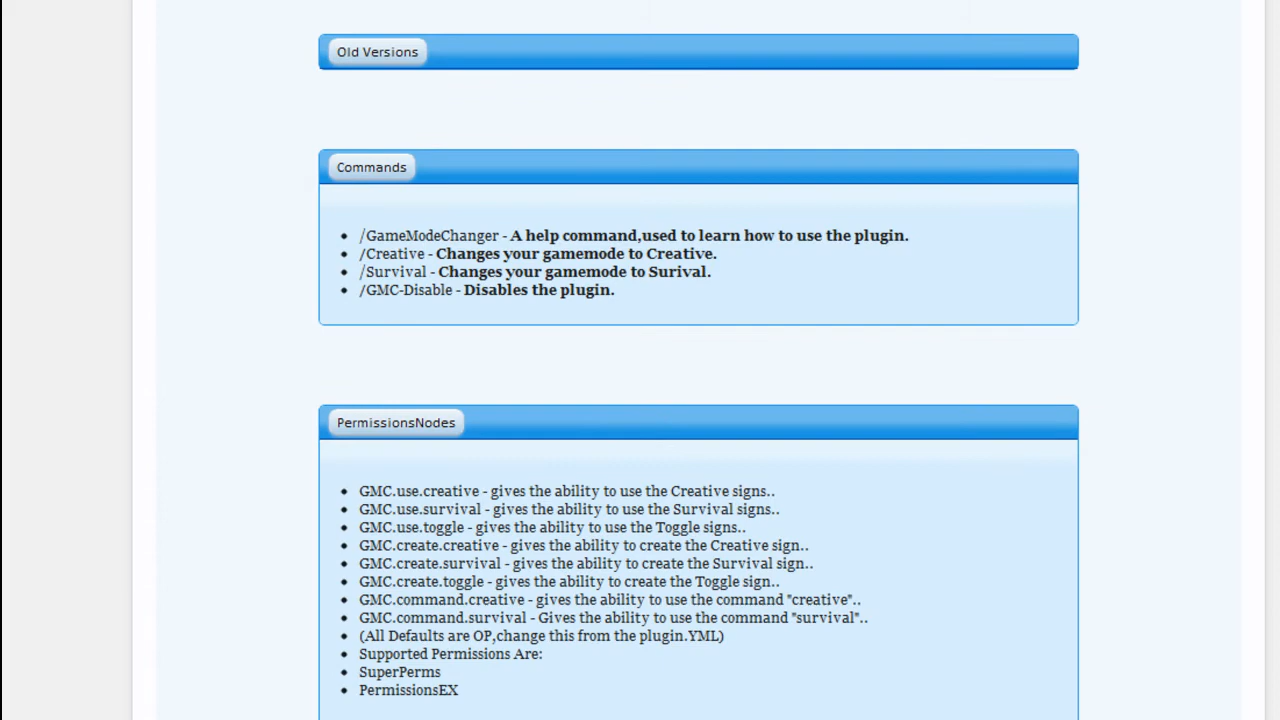 Old Versions
Commands
/GameModeChanger - A help command,used to learn how to use the plugin.
/Creative - Changes your gamemode to Creative.
/Survival - Changes your gamemode to Surival.
/GMC-Disable - Disables the plugin.
PermissionsNodes
GMC.use.creative - gives the ability to use the Creative signs..
GMC.use.survival - gives the ability to use the Survival signs..
GMC.use.toggle - gives the ability to use the Toggle signs..
GMC.create.creative - gives the ability to create the Creative sign..
GMC.create.survival - gives the ability to create the Survival sign..
GMC.create.toggle - gives the ability to create the Toggle sign..
GMC.command.creative - gives the ability to use the command "creative"..
GMC.command.survival - Gives the ability to use the command "survival"..
(All Defaults are OP,change this from the plugin.YML)
Supported Permissions Are:
SuperPerms
PermissionsEX